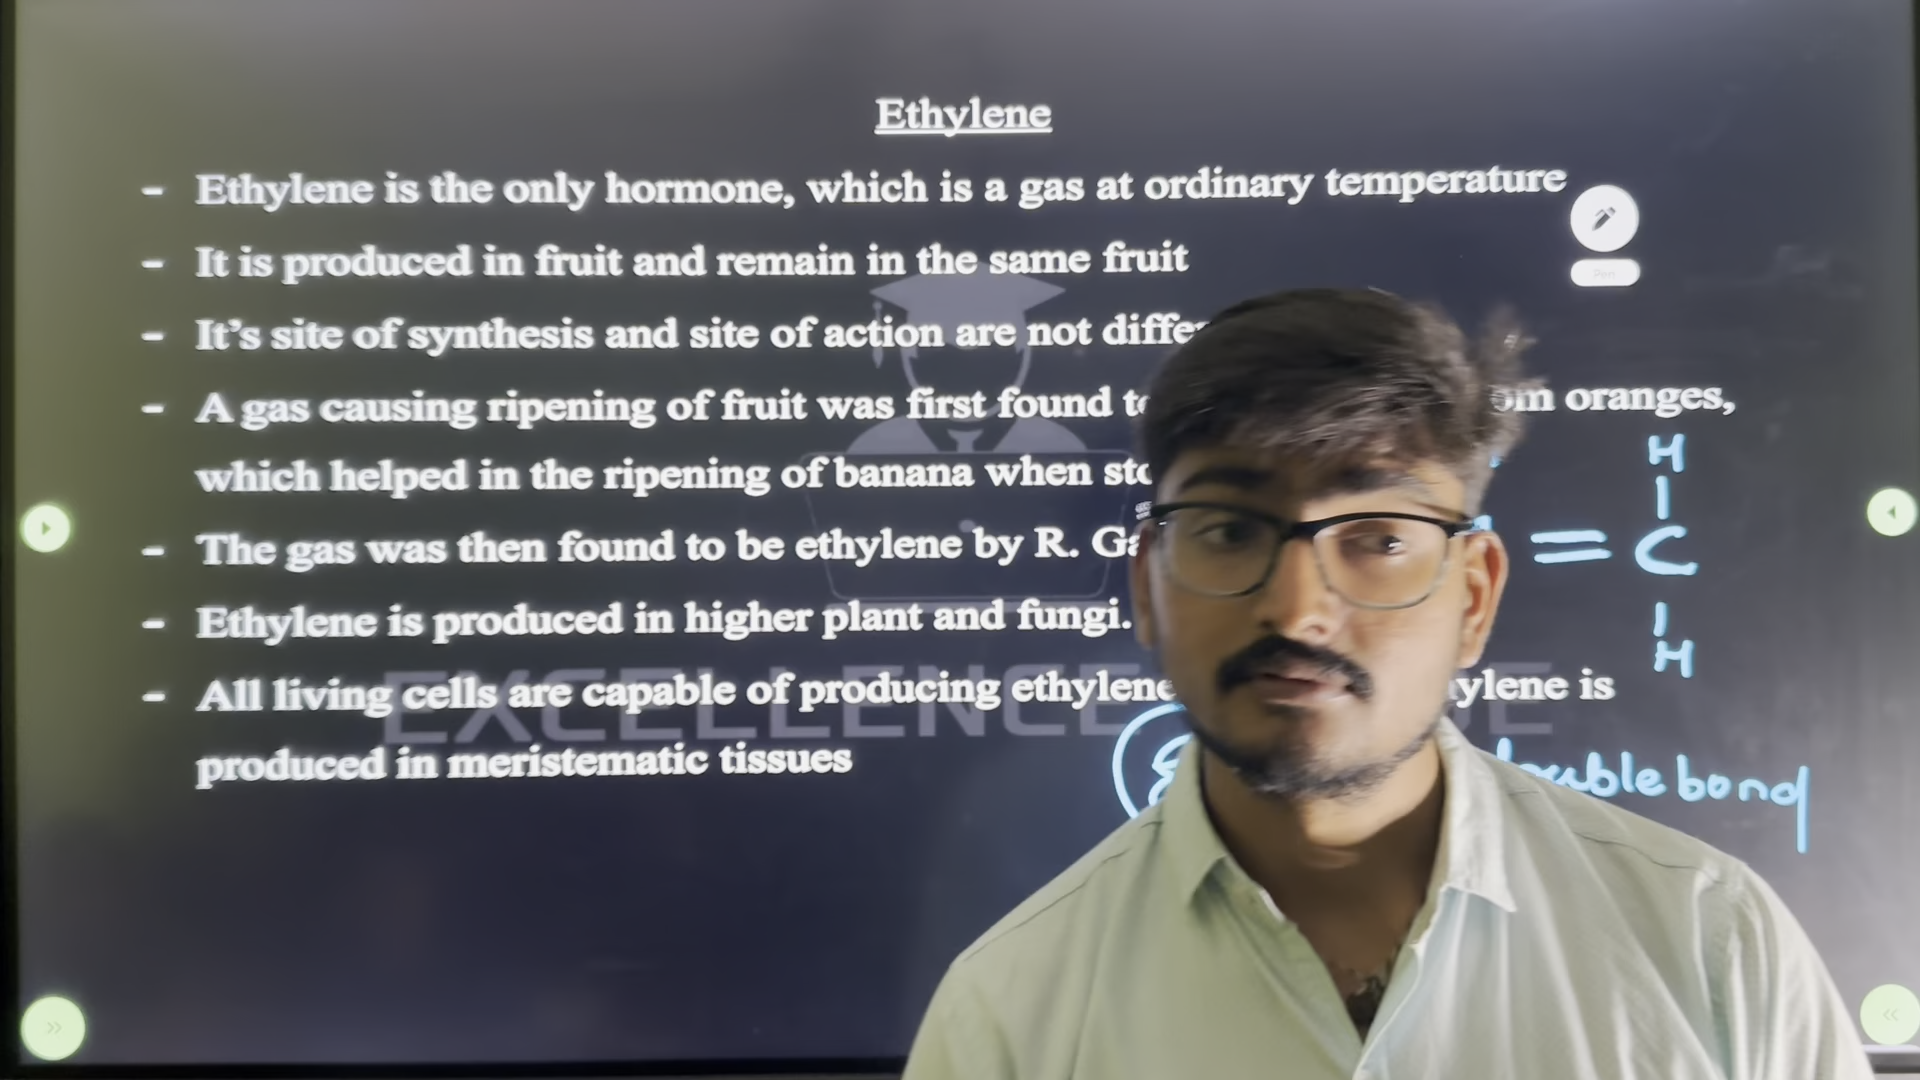 Ethylene
- Ethylene is the only hormone, which is a gas at ordinary temperature
Pen
- It is produced in fruit and remain in the same fruit
- It's site of synthesis and site of action are not
- A gas causing ripening of fruit was first found oranges,
which helped in the ripening of banana when
H
- The gas was then found to be ethylene by R.
= C
- Ethylene is produced in higher plant and fungi.
H
- All living cells are capable of producing ethylene is
EXCELLENCE
double bond
produced in meristematic tissues